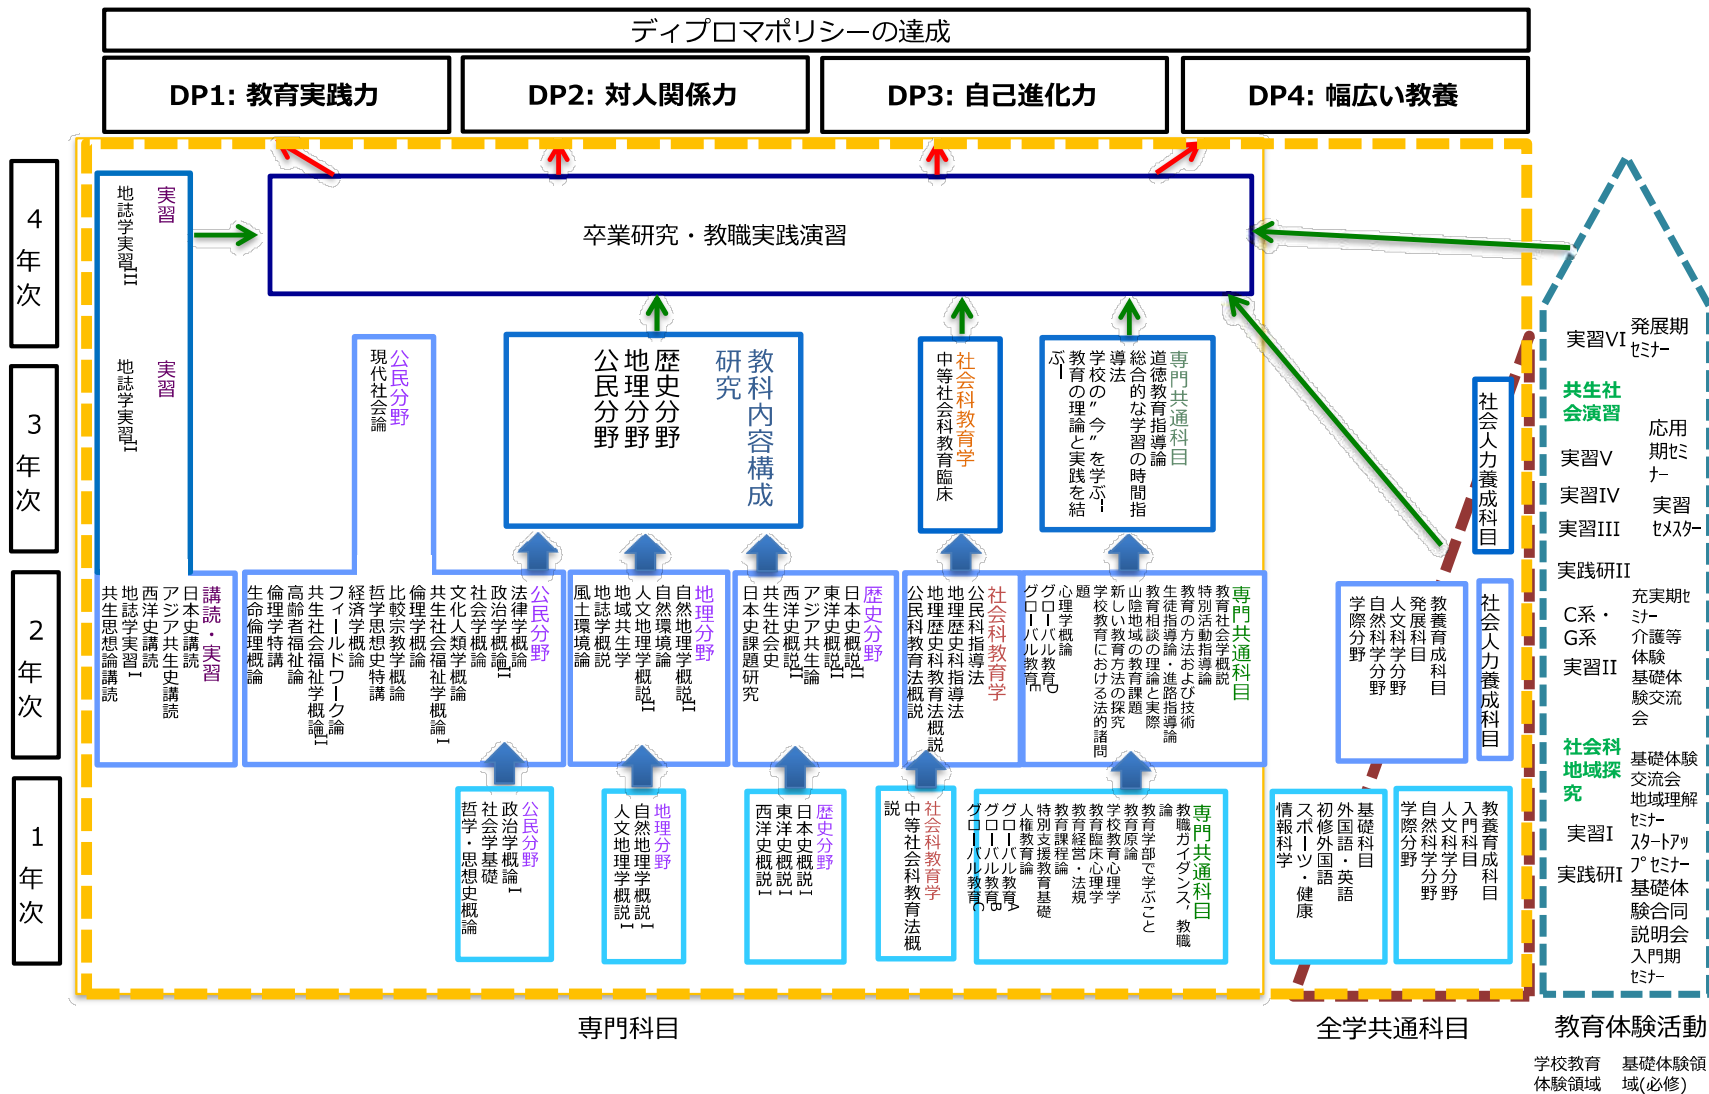 ディプロマポリシーの達成
DP1: 教育実践力
DP2: 対人関係力
DP3: 自己進化力
DP4: 幅広い教養
4年次
実習
地誌学実習III
卒業研究・教職実践演習
3年次
実習
地誌学実習II
公民分野
現代社会論
教科内容構成
研究
歴史分野
地理分野
公民分野
社会科教育学
中等社会科教育臨床
専門共通科目
道徳教育指導論
総合的な学習の時間指
導法
学校の”今”を学ぶー
教育の理論と実践を結
ぶー
社会人力養成科目
2年次
講読・実習
日本史講読
アジア共生史講読
西洋史講読
地誌学実習I
共生思想論講読
公民分野
法律学概論
政治学概論II
社会学概論
文化人類学概論
共生社会福祉学概論I
倫理学概論
比較宗教学概論
哲学思想史特講
経済学概論
フィールドワーク論
共生社会福祉学概論II
高齢者福祉論
倫理学特講
生命倫理概論
地理分野
自然地理学概説II
自然環境論
人文地理学概説II
地域共生学
地誌学概説
風土環境論
歴史分野
日本史概説II
東洋史概説II
アジア共生論
西洋史概説II
共生社会史
日本史課題研究
社会科教育学
公民科指導法
地理歴史科指導法
地理歴史科教育法概説
公民科教育法概説
専門共通科目
教育社会学概説
特別活動指導論
教育の方法および技術
生徒指導論・進路指導論
教育相談の理論と実際
山陰地域の教育課題
新しい教育方法の探究
学校教育における法的諸問
題
心理学概論
グローバル教育D
グローバル教育E
教養育成科目
発展科目
人文科学分野
自然科学分野
学際分野
社会人力養成科目
1年次
公民分野
政治学概論I
社会学基礎
哲学・思想史概論
地理分野
自然地理学概説I
人文地理学概説I
歴史分野
日本史概説I
東洋史概説I
西洋史概説I
社会科教育学
中等社会科教育法概
説
専門共通科目
教職ガイダンス’教職
論
教育学部で学ぶこと
教育原論
学校教育心理学
教育臨床心理学
教育経営・法規
教育課程論
特別支援教育基礎
人権教育論
グローバル教育A
グローバル教育B
グローバル教育C
基礎科目
外国語・英語
初修外国語
スポーツ・健康
情報科学
教養育成科目
入門科目
人文科学分野
自然科学分野
学際分野
実習VI
発展期
ｾﾐﾅｰ
共生社
会演習
応用
期ｾﾐ
ﾅｰ
実習V
実習IV
実習III
実習
ｾﾒｽﾀｰ
実践研II
C系・
G系
実習II
充実期ｾ
ﾐﾅｰ
介護等
体験
基礎体
験交流
会
社会科
地域探
究
実習I
実践研I
基礎体験
交流会
地域理解
ｾﾐﾅｰ
ｽﾀｰﾄｱｯ
ﾌﾟｾﾐﾅｰ
基礎体
験合同
説明会
入門期
ｾﾐﾅｰ
専門科目
全学共通科目
教育体験活動
学校教育
体験領域
基礎体験領
域(必修)